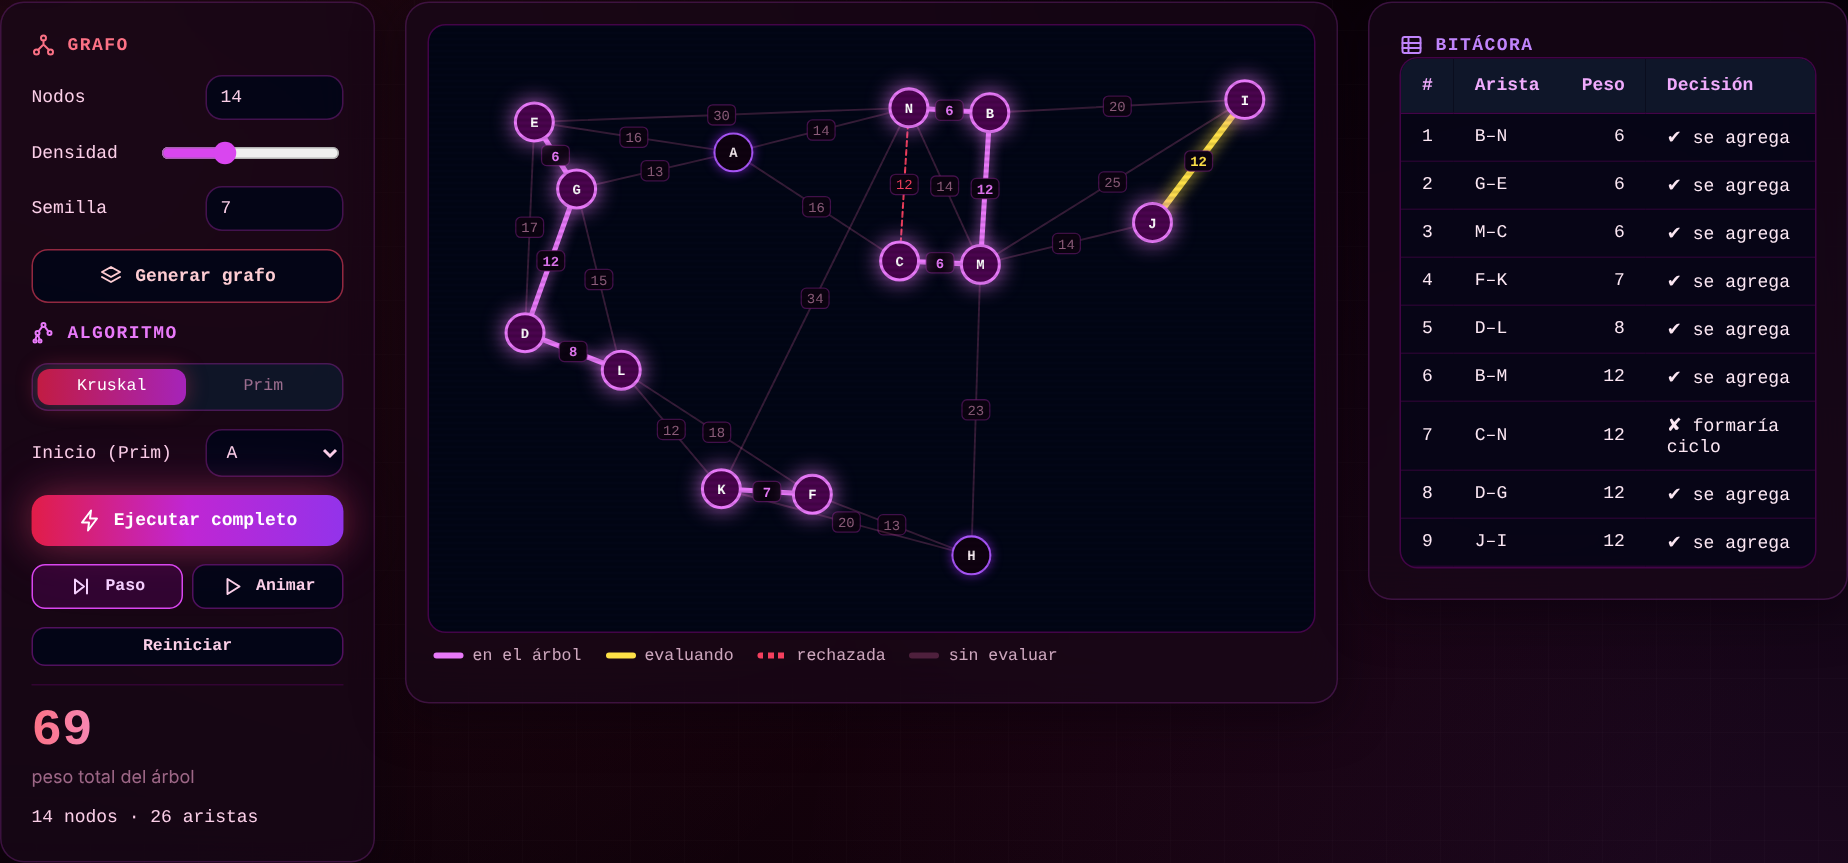 GRAFO
Nodos 14
Densidad
Semilla 7
Generar grafo
ALGORITMO
Kruskal Prim
Inicio (Prim) A
Ejecutar completo
Paso Animar
Reiniciar
69
peso total del árbol
14 nodos · 26 aristas
I
N 6 B 20
30
E 16 14
A
6 12
13
G 12 14 12 25
16
17 J
14
12 C 6 M
15
34
D
8
L
23
12 18
K 7 F
20 13
H
en el árbol evaluando rechazada sin evaluar
BITÁCORA
# Arista Peso Decisión
1 B–N 6 ✔ se agrega
2 G–E 6 ✔ se agrega
3 M–C 6 ✔ se agrega
4 F–K 7 ✔ se agrega
5 D–L 8 ✔ se agrega
6 B–M 12 ✔ se agrega
7 C–N 12 ✘ formaría
ciclo
8 D–G 12 ✔ se agrega
9 J–I 12 ✔ se agrega